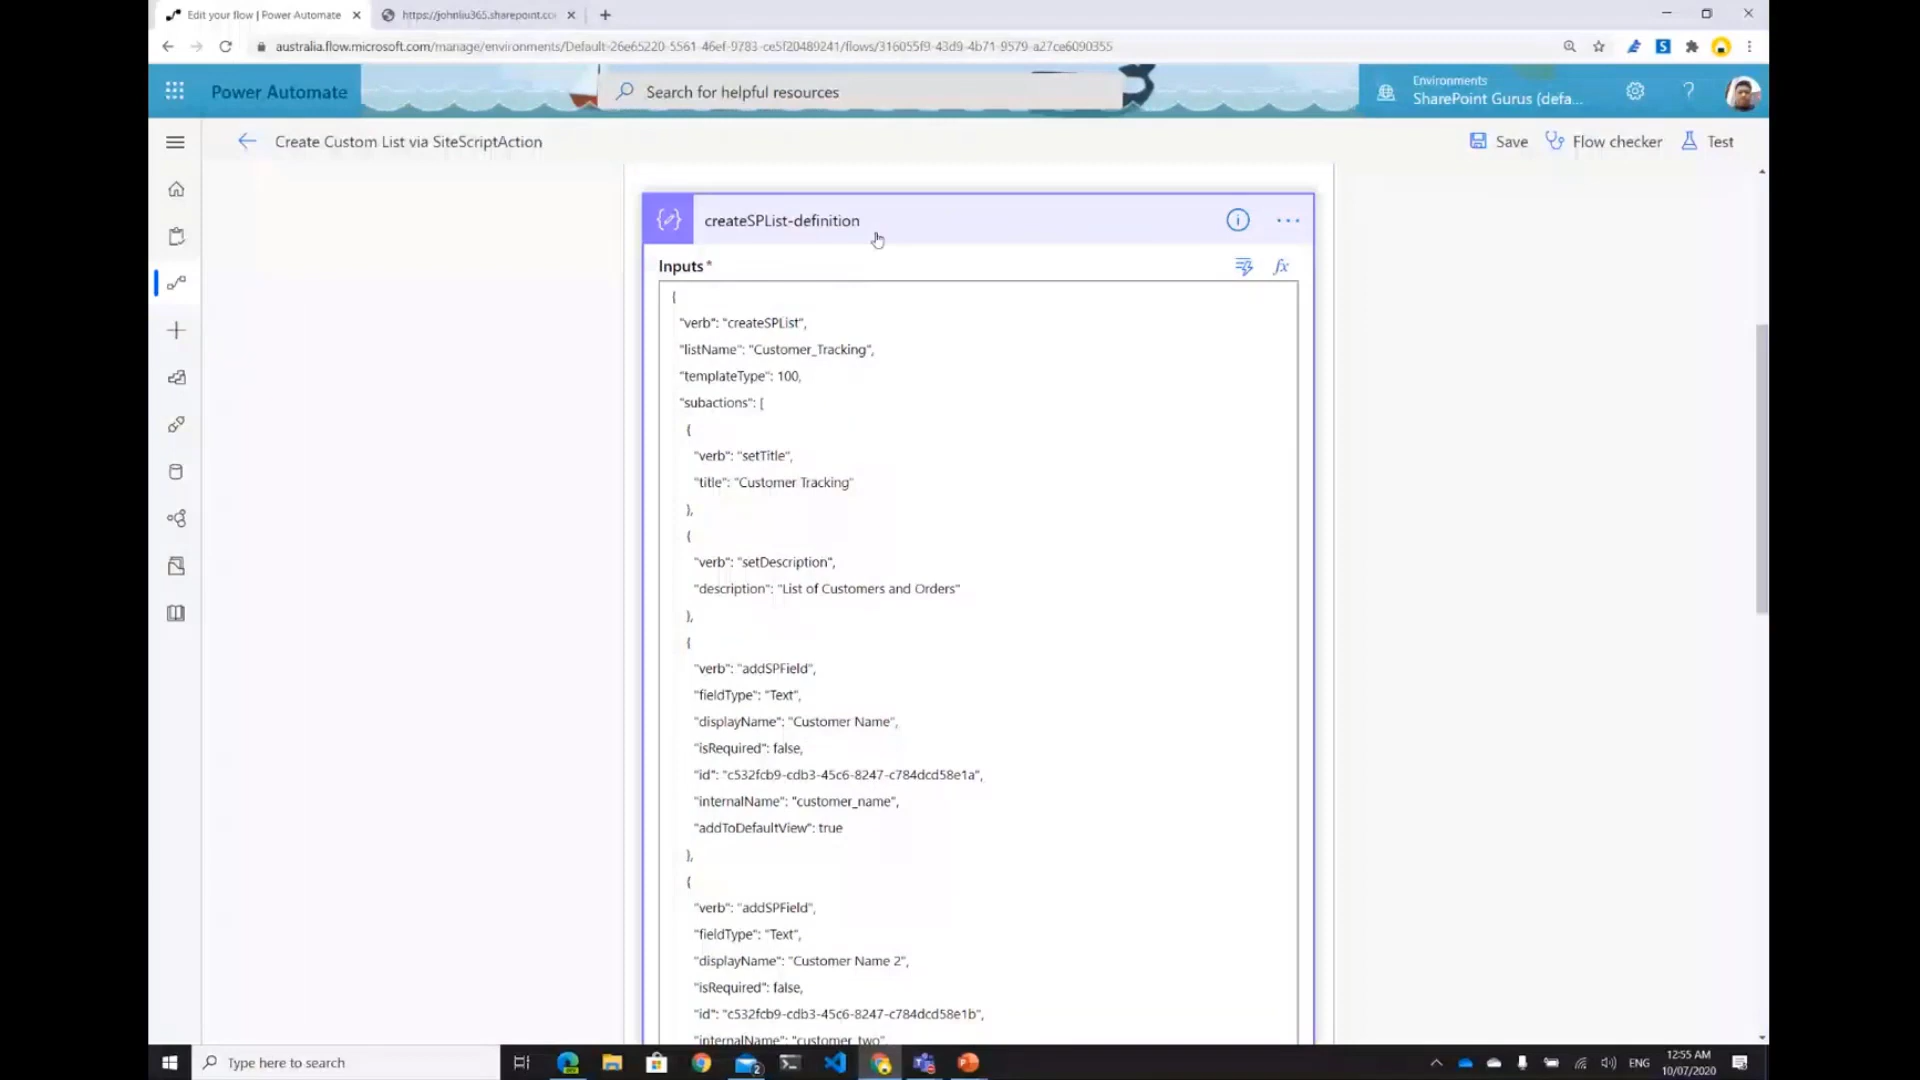 Edit your flow | Power Automate
https://johnliu365.sharepoint.co
australia.flow.microsoft.com/manage/environments/Default-26e65220-5561-46ef-9783-ce5f20489241/flows/316055f9-43d9-4b71-9579-a27ce6090355
Power Automate
Search for helpful resources
Environments
SharePoint Gurus (defa...
Create Custom List via SiteScriptAction
Save
Flow checker
Test
createSPList-definition
Inputs *
fx
{
"verb": "createSPList",
"listName": "Customer_Tracking",
"templateType": 100,
"subactions": [
{
"verb": "setTitle",
"title": "Customer Tracking"
},
{
"verb": "setDescription",
"description": "List of Customers and Orders"
},
{
"verb": "addSPField",
"fieldType": "Text",
"displayName": "Customer Name",
"isRequired": false,
"id": "c532fcb9-cdb3-45c6-8247-c784dcd58e1a",
"internalName": "customer_name",
"addToDefaultView": true
},
{
"verb": "addSPField",
"fieldType": "Text",
"displayName": "Customer Name 2",
"isRequired": false,
"id": "c532fcb9-cdb3-45c6-8247-c784dcd58e1b",
"internalName": "customer_two",
Type here to search
2
ENG
12:55 AM
10/07/2020